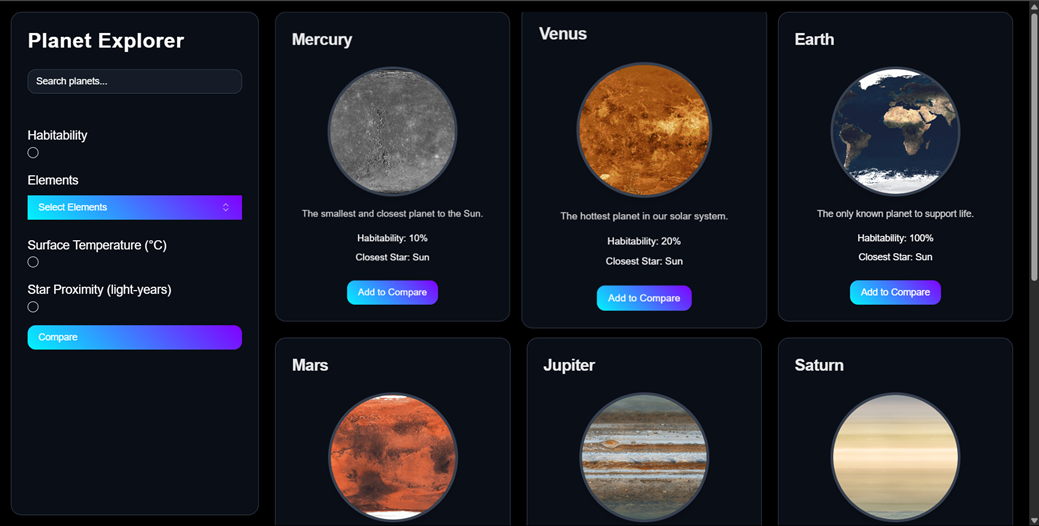 Planet Explorer
Search planets...
Habitability
Elements
Select Elements
Surface Temperature (°C)
Star Proximity (light-years)
Compare
Mercury
The smallest and closest planet to the Sun.
Habitability: 10%
Closest Star: Sun
Add to Compare
Venus
The hottest planet in our solar system.
Habitability: 20%
Closest Star: Sun
Add to Compare
Earth
The only known planet to support life.
Habitability: 100%
Closest Star: Sun
Add to Compare
Mars
Jupiter
Saturn